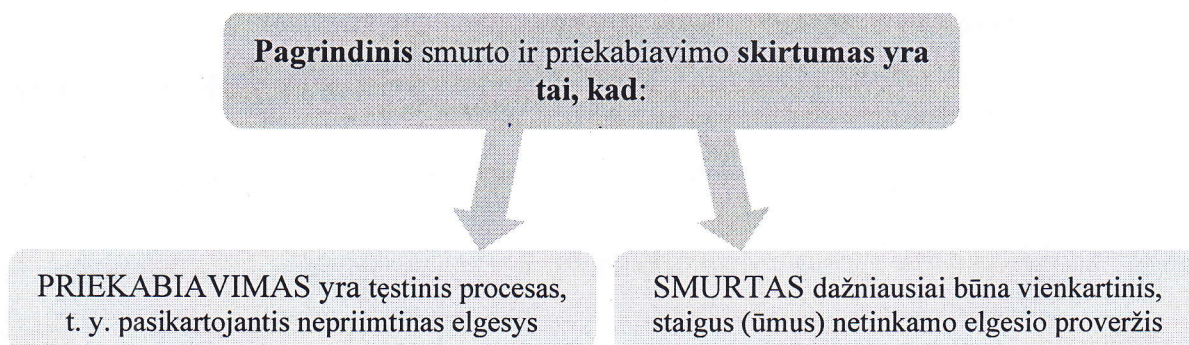 Pagrindinis smurto ir priekabiavimo skirtumas yra
tai, kad:
PRIEKABIAVIMAS yra tęstinis procesas,
t. y. pasikartojantis nepriimtinas elgesys
SMURTAS dažniausiai būna vienkartinis,
staigus (ūmus) netinkamo elgesio proveržis